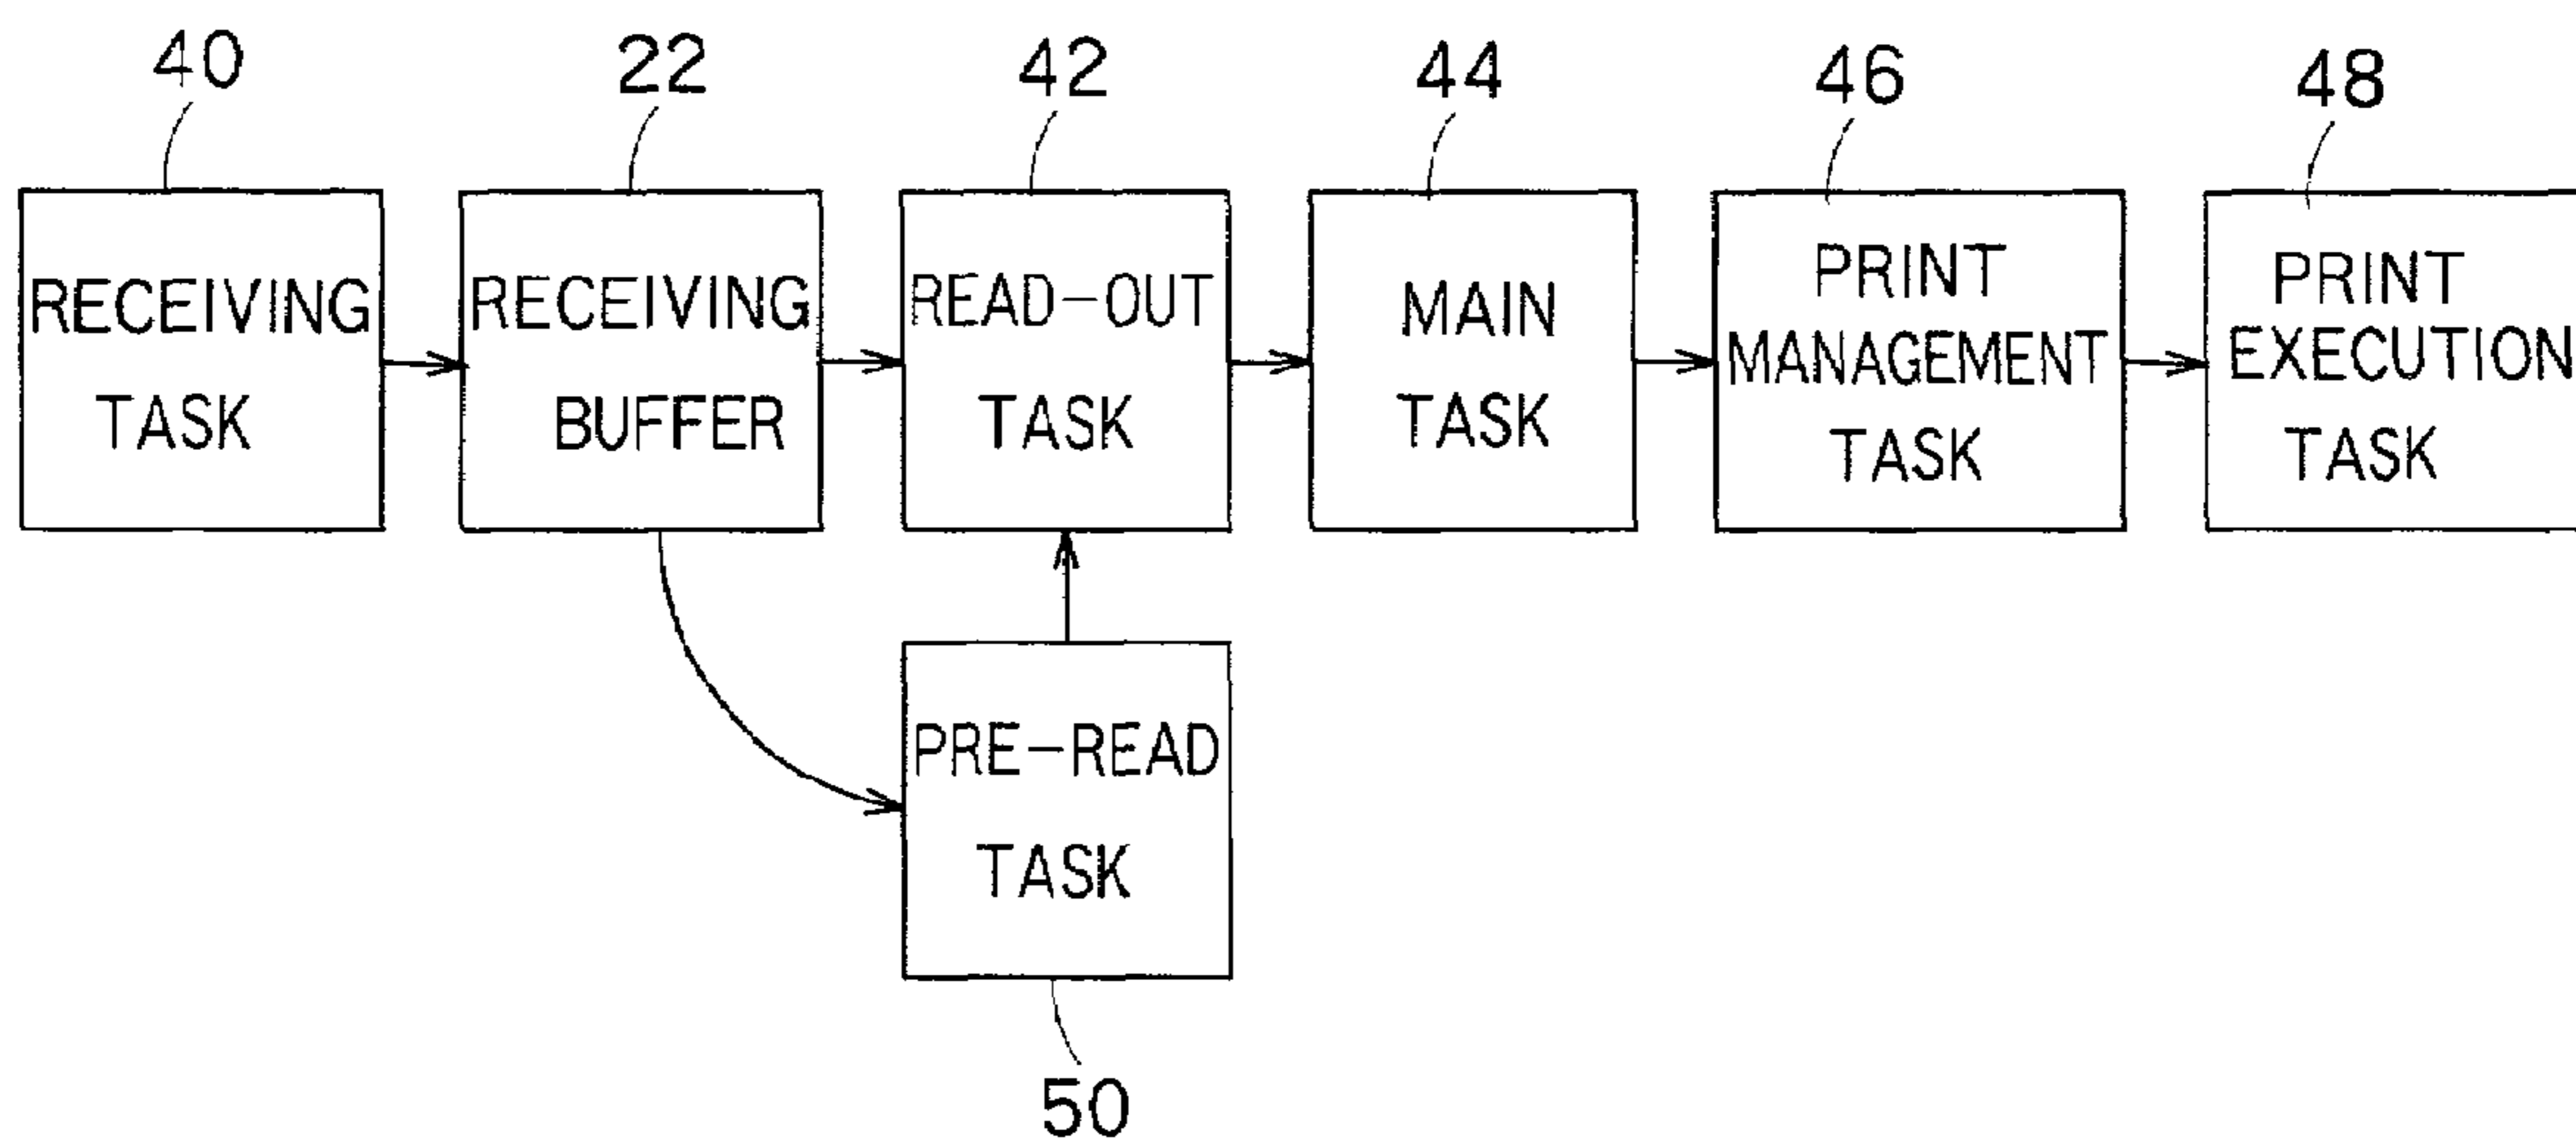 40
22
42
44
46
48
RECEIVING
TASK
RECEIVING
BUFFER
READ-OUT
TASK
MAIN
TASK
PRINT
MANAGEMENT
TASK
PRINT
EXECUTION
TASK
PRE-READ
TASK
50